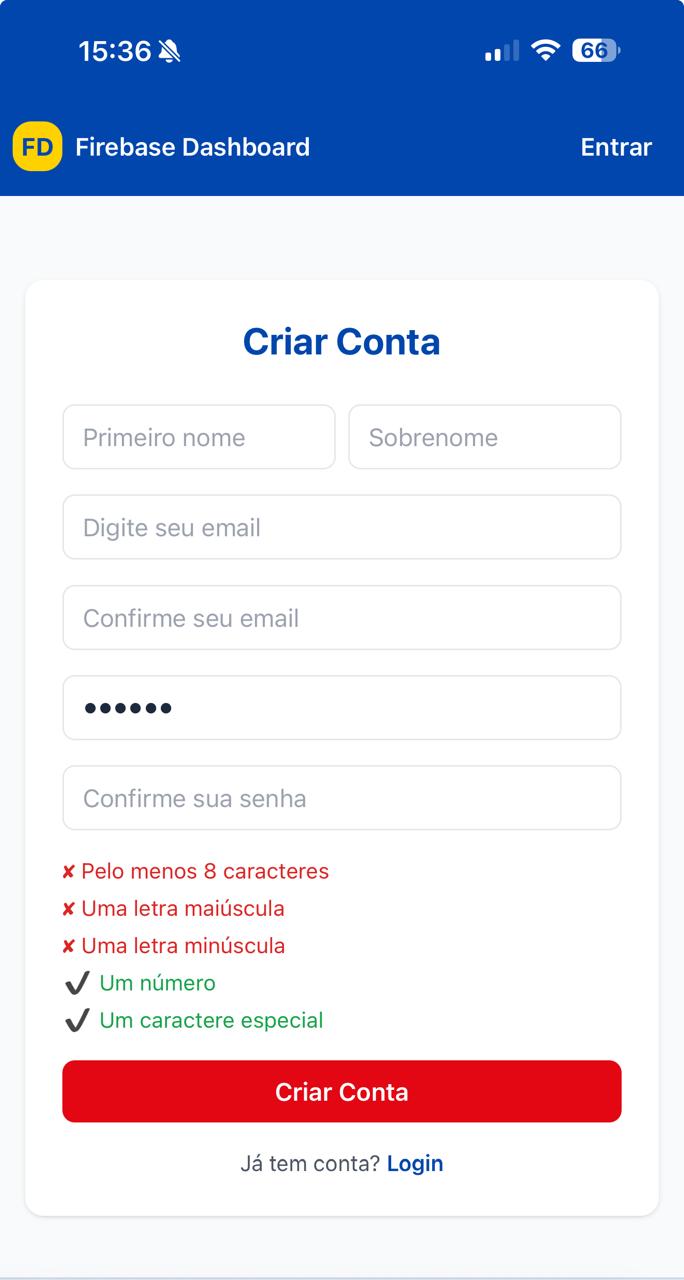 15:36
66
FD Firebase Dashboard Entrar
Criar Conta
Primeiro nome Sobrenome
Digite seu email
Confirme seu email
••••••
Confirme sua senha
✘ Pelo menos 8 caracteres
✘ Uma letra maiúscula
✘ Uma letra minúscula
✔ Um número
✔ Um caractere especial
Criar Conta
Já tem conta? Login